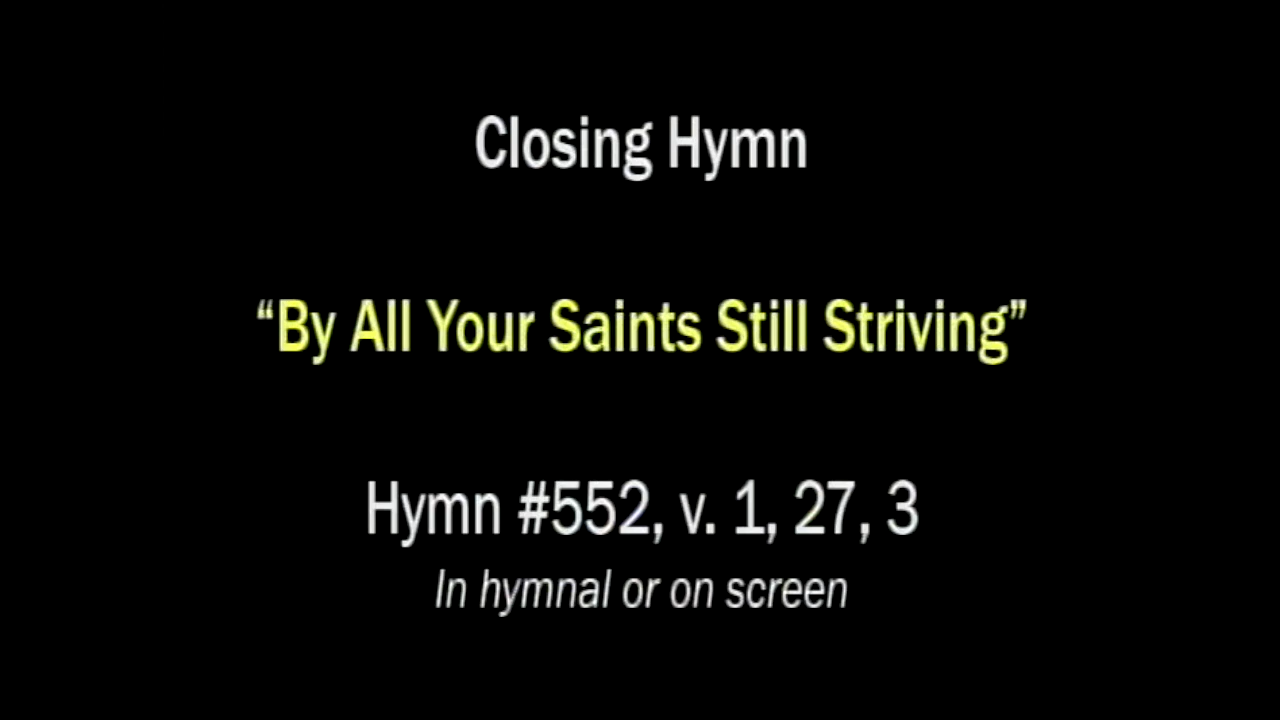 Closing Hymn
“By All Your Saints Still Striving”
Hymn #552, v. 1, 27, 3
In hymnal or on screen